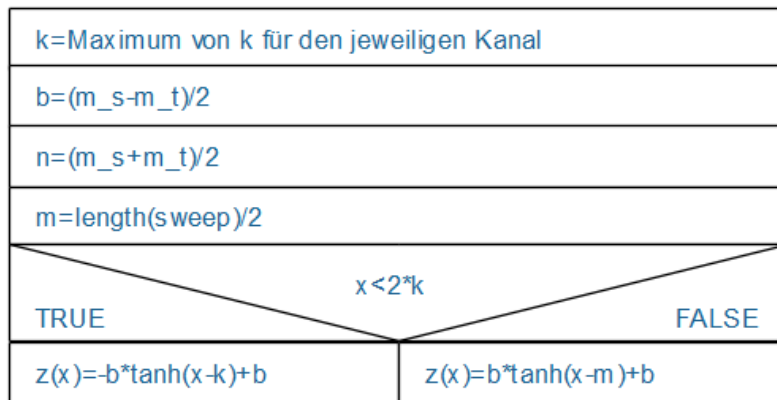 k=Maximum von k für den jeweiligen Kanal
b=(m_s-m_t)/2
n=(m_s+m_t)/2
m=length(sweep)/2
x<2*k
TRUE
FALSE
z(x)=-b*tanh(x-k)+b
z(x)=b*tanh(x-m)+b